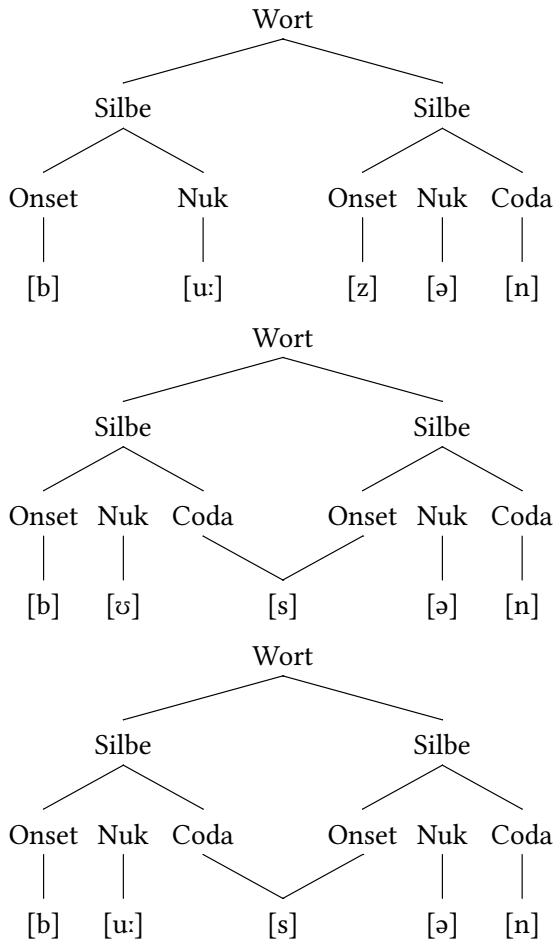 Wort
Silbe Silbe
Onset Nuk Onset Nuk Coda
[b] [uː] [z] [ə] [n]
Wort
Silbe Silbe
Onset Nuk Coda Onset Nuk Coda
[b] [ʊ] [s] [ə] [n]
Wort
Silbe Silbe
Onset Nuk Coda Onset Nuk Coda
[b] [uː] [s] [ə] [n]